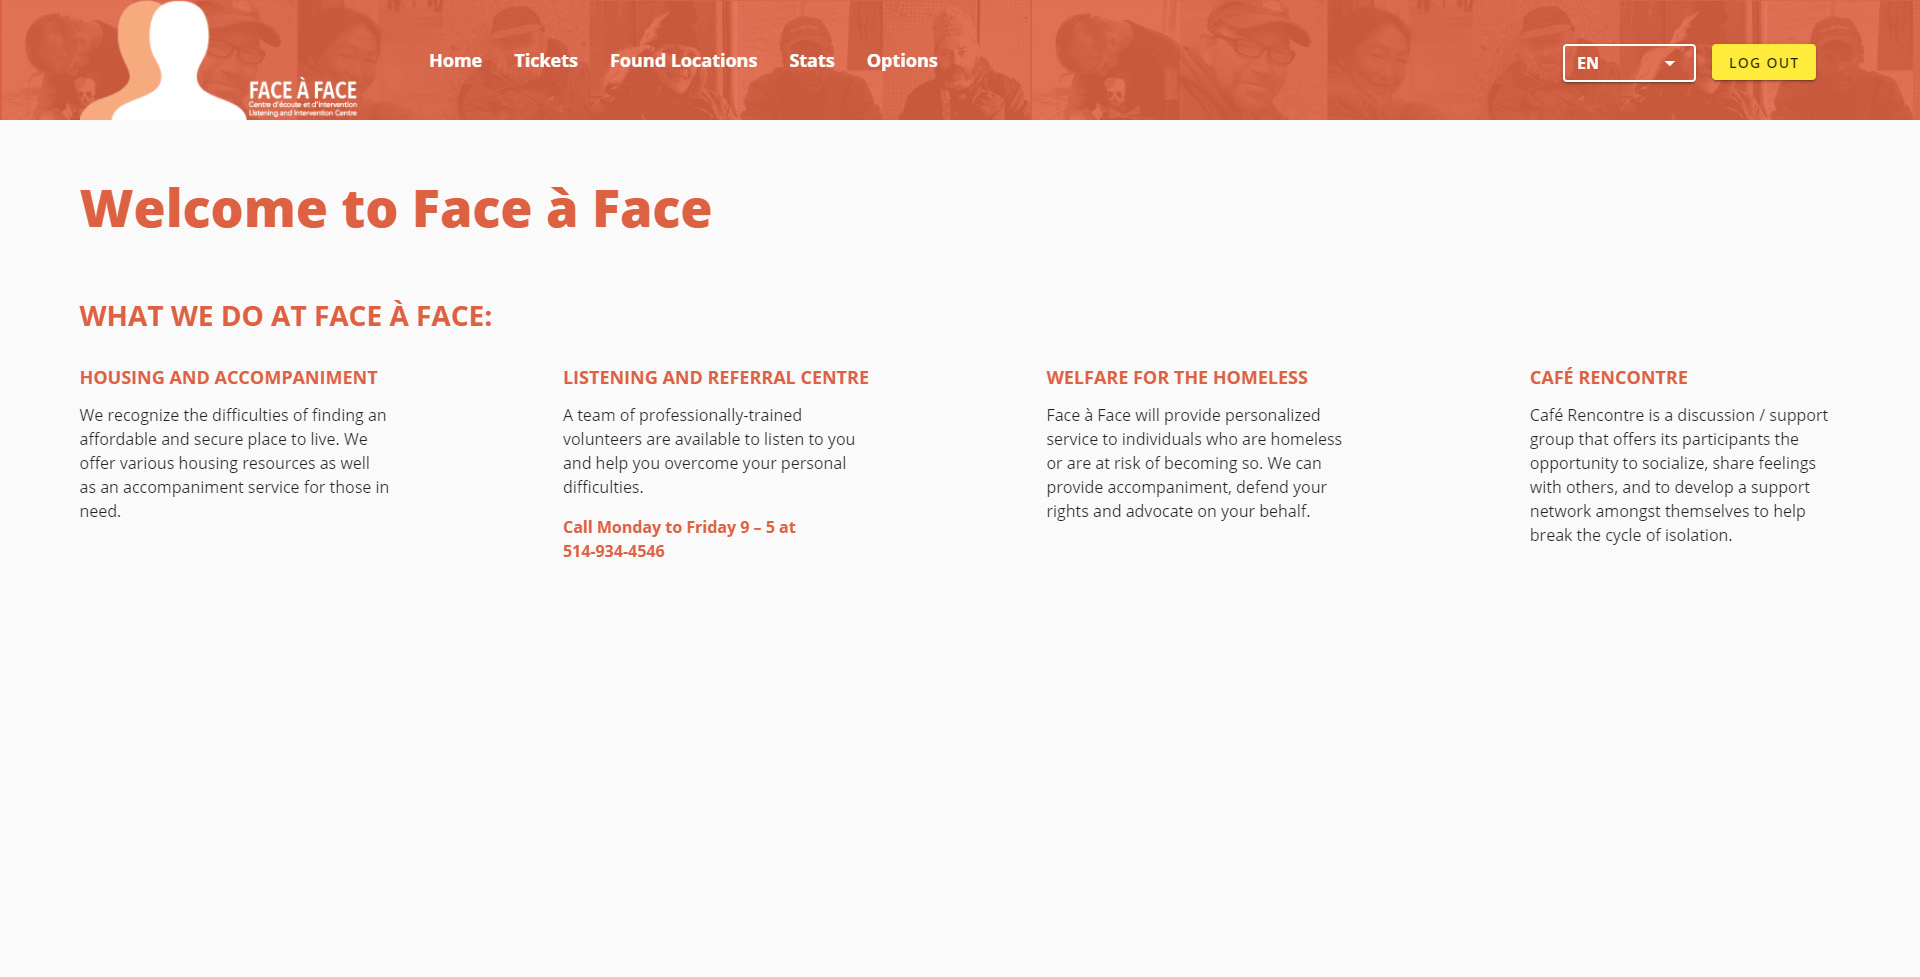 FACE À FACE
Centre d'écoute et d'intervention
Listening and Intervention Centre
Home
Tickets
Found Locations
Stats
Options
EN
LOG OUT
Welcome to Face à Face
WHAT WE DO AT FACE À FACE:
HOUSING AND ACCOMPANIMENT
We recognize the difficulties of finding an
affordable and secure place to live. We
offer various housing resources as well
as an accompaniment service for those in
need.
LISTENING AND REFERRAL CENTRE
A team of professionally-trained
volunteers are available to listen to you
and help you overcome your personal
difficulties.
Call Monday to Friday 9 – 5 at
514-934-4546
WELFARE FOR THE HOMELESS
Face à Face will provide personalized
service to individuals who are homeless
or are at risk of becoming so. We can
provide accompaniment, defend your
rights and advocate on your behalf.
CAFÉ RENCONTRE
Café Rencontre is a discussion / support
group that offers its participants the
opportunity to socialize, share feelings
with others, and to develop a support
network amongst themselves to help
break the cycle of isolation.